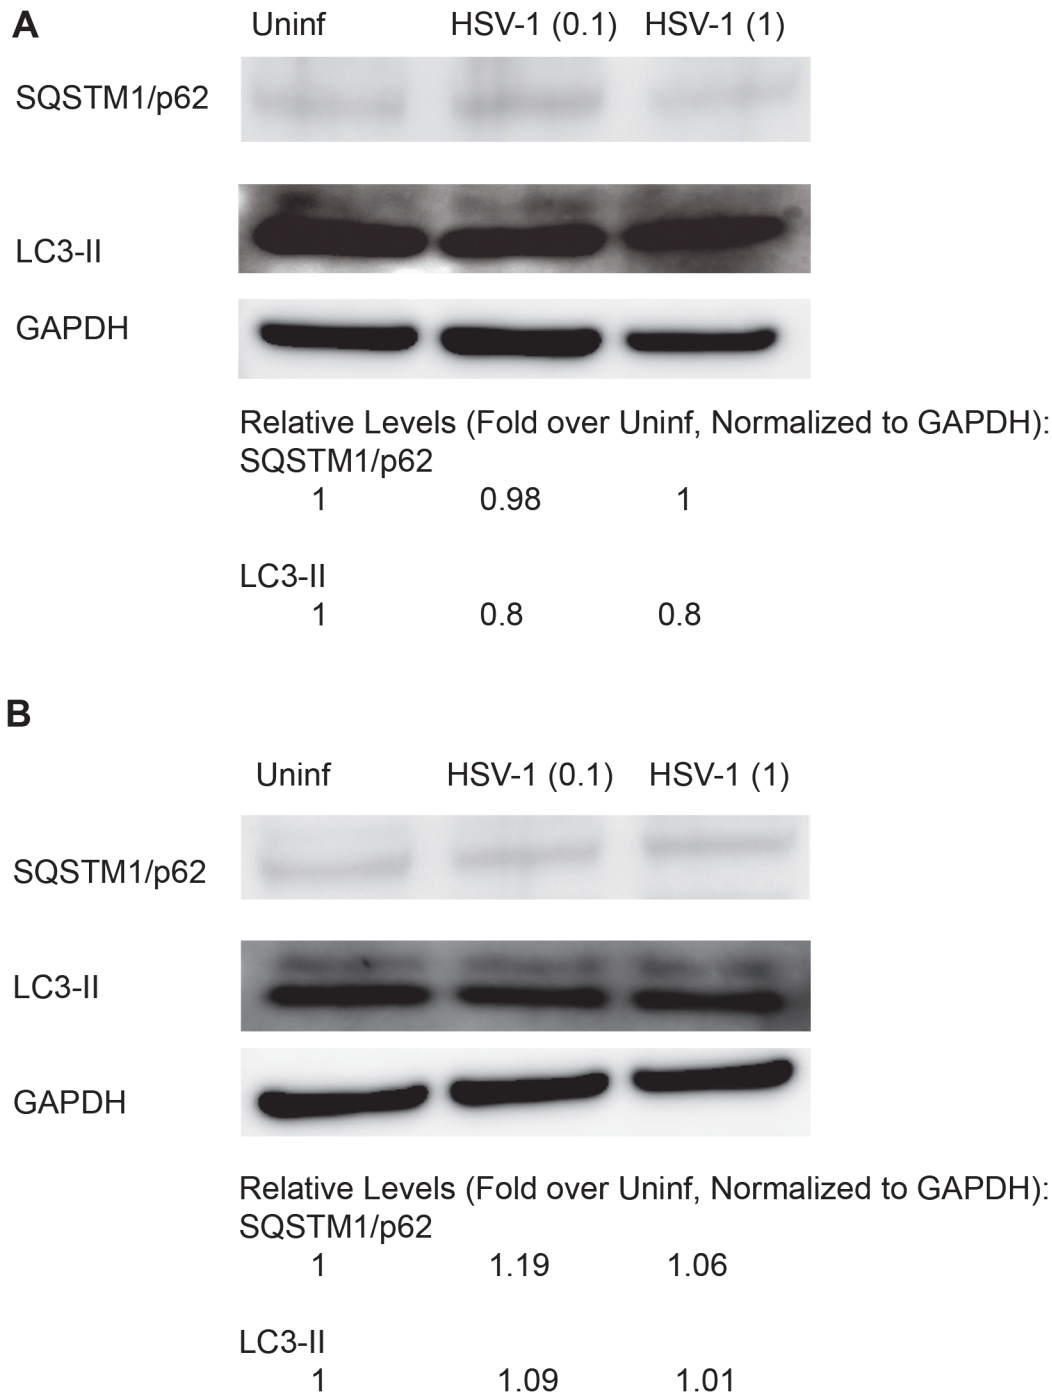 A
Uninf HSV-1 (0.1) HSV-1 (1)
SQSTM1/p62
LC3-II
GAPDH
Relative Levels (Fold over Uninf, Normalized to GAPDH):
SQSTM1/p62
1 0.98 1
LC3-II
1 0.8 0.8
B
Uninf HSV-1 (0.1) HSV-1 (1)
SQSTM1/p62
LC3-II
GAPDH
Relative Levels (Fold over Uninf, Normalized to GAPDH):
SQSTM1/p62
1 1.19 1.06
LC3-II
1 1.09 1.01